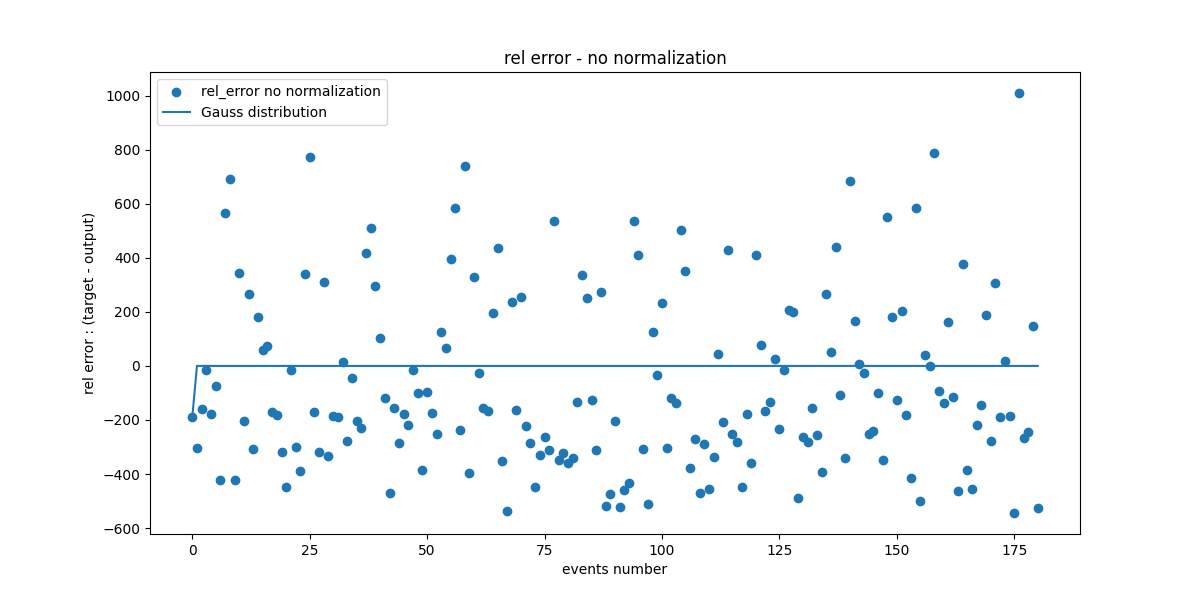 rel error - no normalization
rel_error no normalization
Gauss distribution
1000
800
600
400
200
0
−200
−400
−600
rel error : (target - output)
0 25 50 75 100 125 150 175
events number